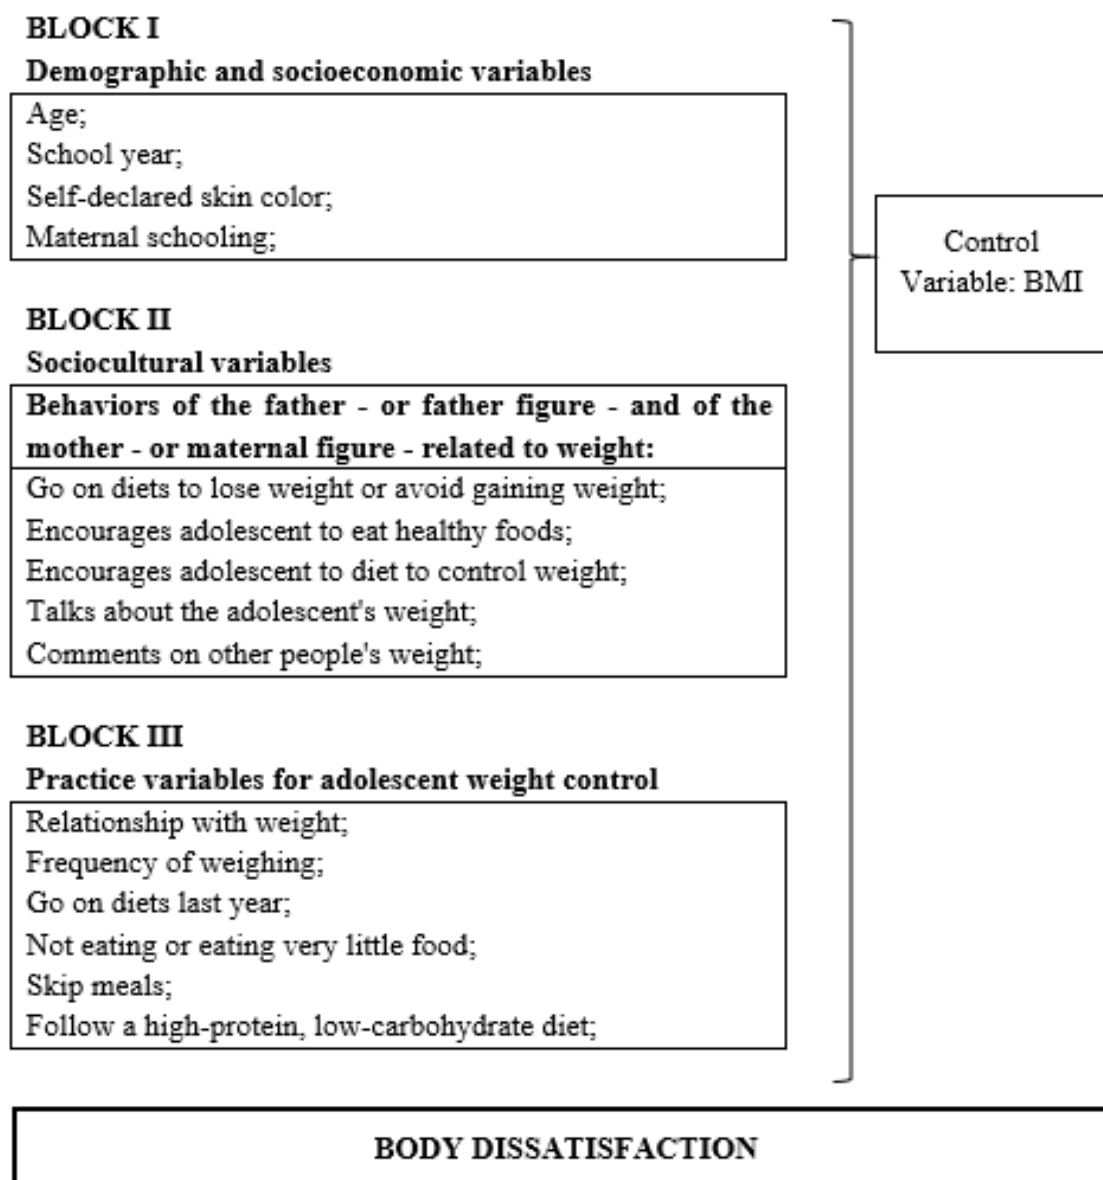 BLOCK I
Demographic and socioeconomic variables
Age;
School year;
Self-declared skin color;
Maternal schooling;
Control
Variable: BMI
BLOCK II
Sociocultural variables
Behaviors of the father - or father figure - and of the
mother - or maternal figure - related to weight:
Go on diets to lose weight or avoid gaining weight;
Encourages adolescent to eat healthy foods;
Encourages adolescent to diet to control weight;
Talks about the adolescent's weight;
Comments on other people's weight;
BLOCK III
Practice variables for adolescent weight control
Relationship with weight;
Frequency of weighing;
Go on diets last year;
Not eating or eating very little food;
Skip meals;
Follow a high-protein, low-carbohydrate diet;
BODY DISSATISFACTION